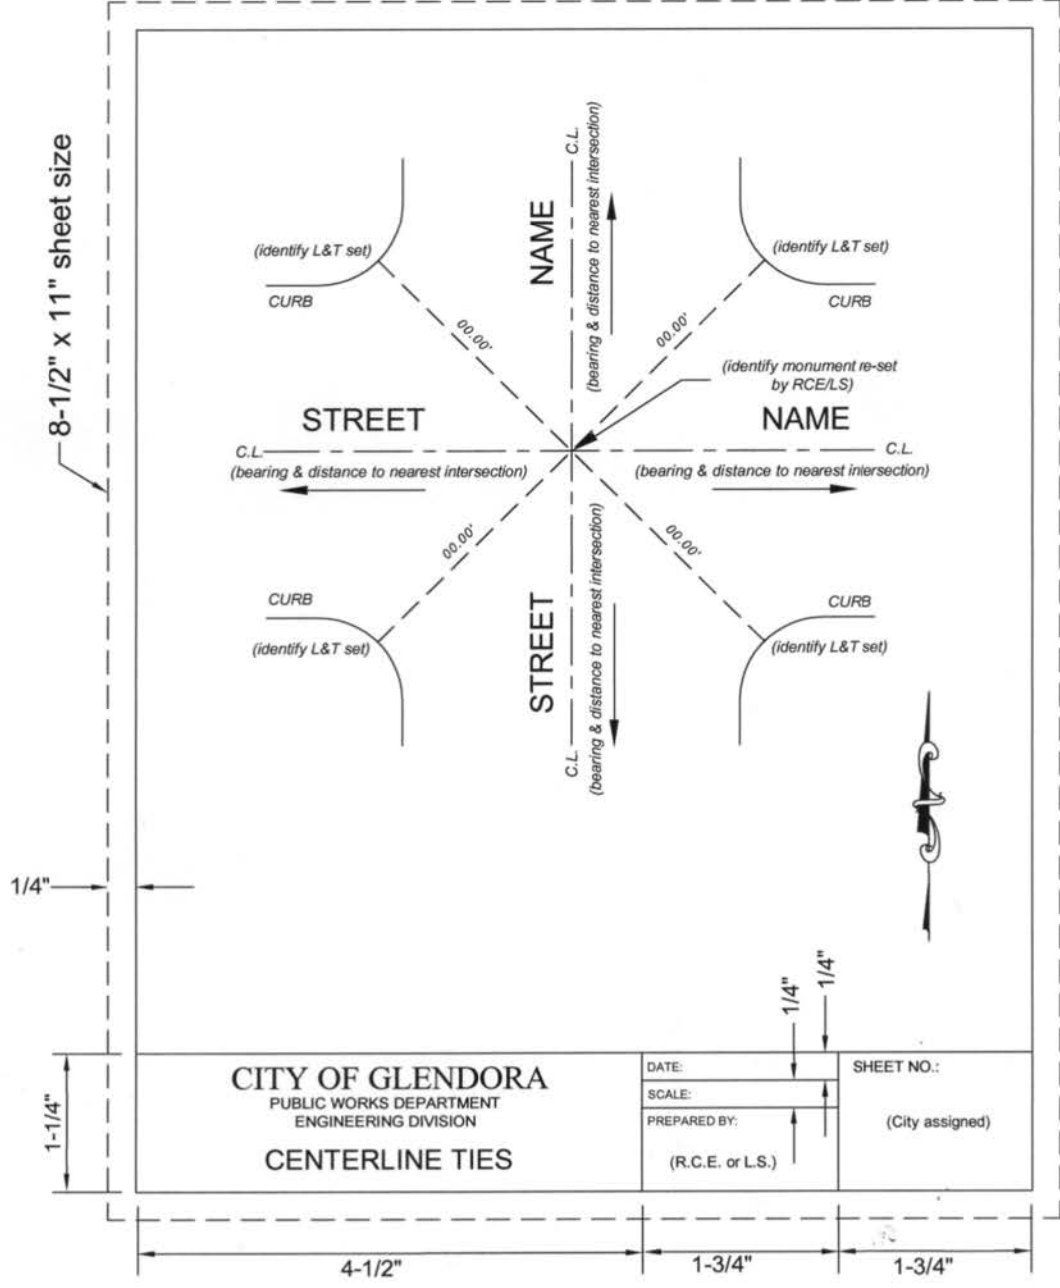 8-1/2" x 11" sheet size
C.L.
NAME
(bearing & distance to nearest intersection)
(identify L&T set)
CURB
(identify L&T set)
CURB
00.00'
00.00'
(identify monument re-set
by RCE/LS)
STREET
NAME
C.L.
C.L.
(bearing & distance to nearest intersection)
(bearing & distance to nearest intersection)
00.00'
00.00'
CURB
(identify L&T set)
STREET
(bearing & distance to nearest intersection)
C.L.
CURB
(identify L&T set)
1/4"
1/4"
1/4"
1-1/4"
CITY OF GLENDORA
PUBLIC WORKS DEPARTMENT
ENGINEERING DIVISION
CENTERLINE TIES
DATE:
SCALE:
PREPARED BY:
(R.C.E. or L.S.)
SHEET NO.:
(City assigned)
4-1/2"
1-3/4"
1-3/4"